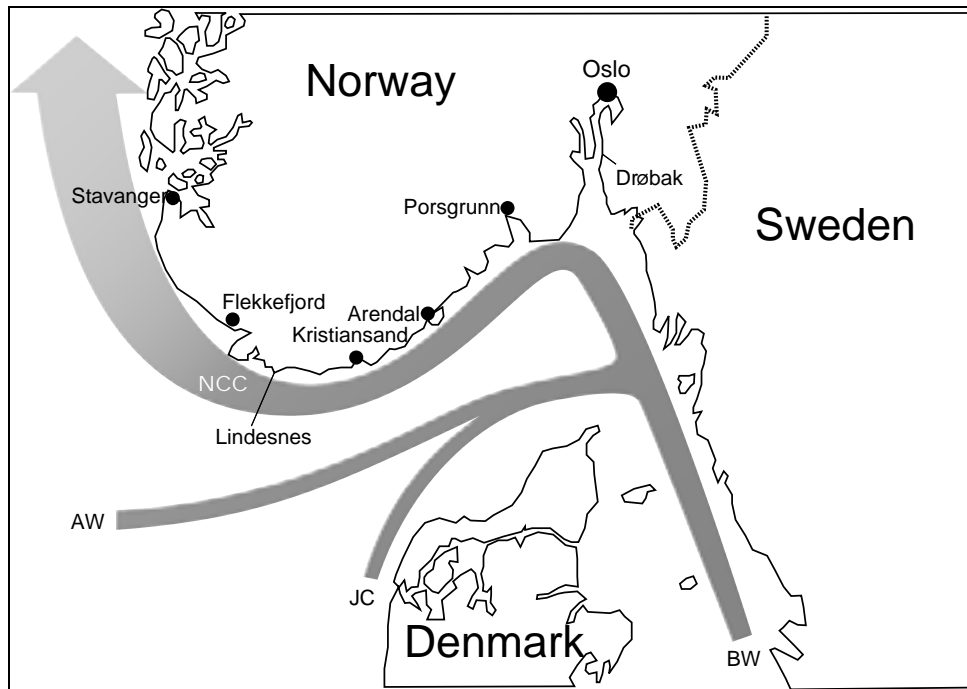 Norway
Oslo
Drøbak
Stavanger
Porsgrunn
Sweden
Flekkefjord
Arendal
Kristiansand
NCC
Lindesnes
AW
JC
Denmark
BW